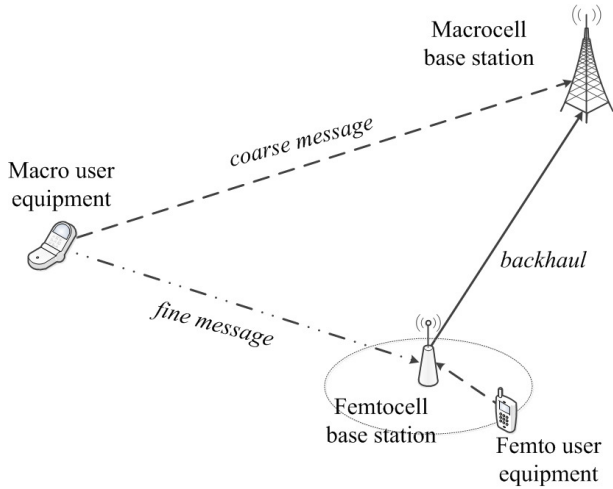 Macrocell
base station
coarse message
Macro user
equipment
backhaul
fine message
Femtocell
base station
Femto user
equipment